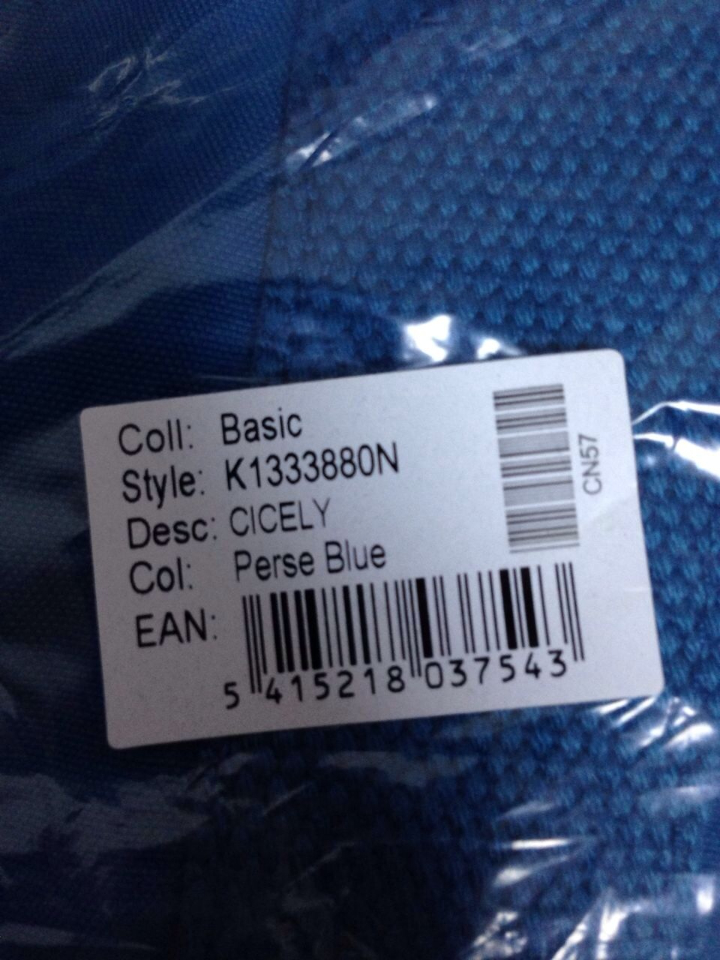 Coll: Basic
Style: K1333880N
Desc: CICELY
Col: Perse Blue
EAN:
5 415218 037543
CN57